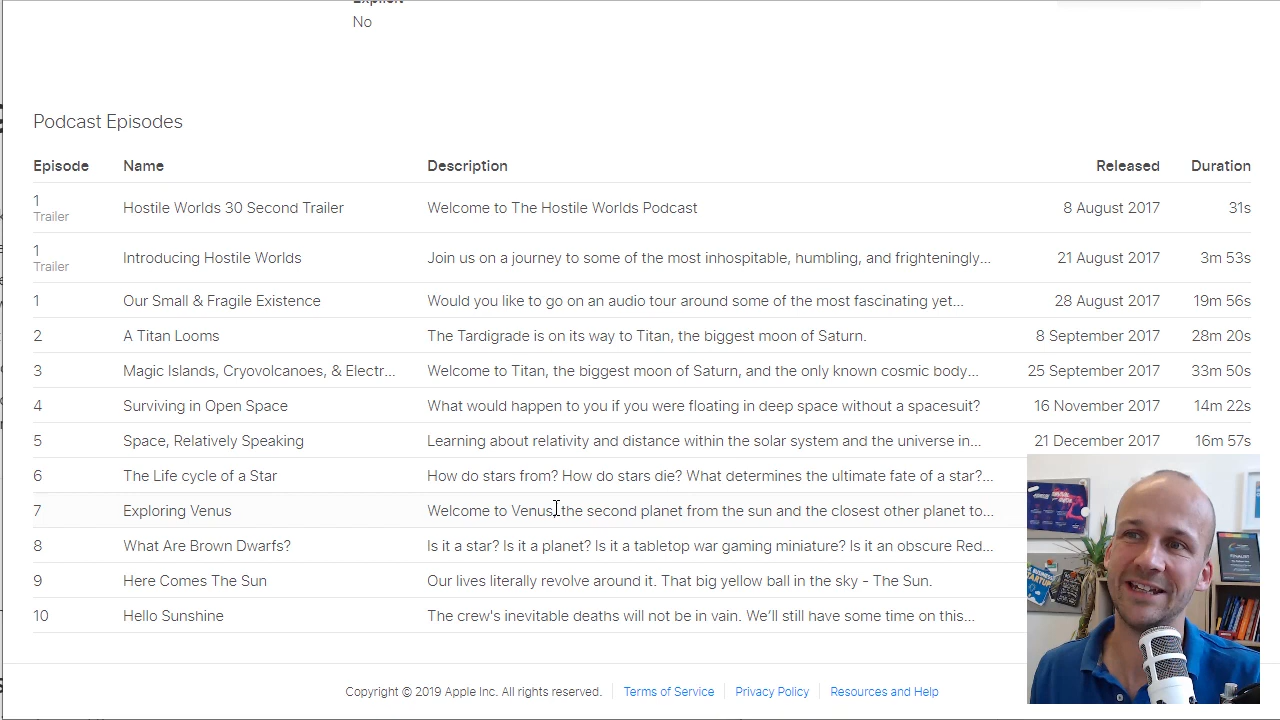 Explicit
No
Podcast Episodes
Episode Name Description Released Duration
1 Trailer Hostile Worlds 30 Second Trailer Welcome to The Hostile Worlds Podcast 8 August 2017 31s
1 Trailer Introducing Hostile Worlds Join us on a journey to some of the most inhospitable, humbling, and frighteningly... 21 August 2017 3m 53s
1 Our Small & Fragile Existence Would you like to go on an audio tour around some of the most fascinating yet... 28 August 2017 19m 56s
2 A Titan Looms The Tardigrade is on its way to Titan, the biggest moon of Saturn. 8 September 2017 28m 20s
3 Magic Islands, Cryovolcanoes, & Electr... Welcome to Titan, the biggest moon of Saturn, and the only known cosmic body... 25 September 2017 33m 50s
4 Surviving in Open Space What would happen to you if you were floating in deep space without a spacesuit? 16 November 2017 14m 22s
5 Space, Relatively Speaking Learning about relativity and distance within the solar system and the universe in... 21 December 2017 16m 57s
6 The Life cycle of a Star How do stars from? How do stars die? What determines the ultimate fate of a star?...
7 Exploring Venus Welcome to Venus, the second planet from the sun and the closest other planet to...
8 What Are Brown Dwarfs? Is it a star? Is it a planet? Is it a tabletop war gaming miniature? Is it an obscure Red...
9 Here Comes The Sun Our lives literally revolve around it. That big yellow ball in the sky - The Sun.
10 Hello Sunshine The crew's inevitable deaths will not be in vain. We'll still have some time on this...
Copyright © 2019 Apple Inc. All rights reserved. Terms of Service Privacy Policy Resources and Help